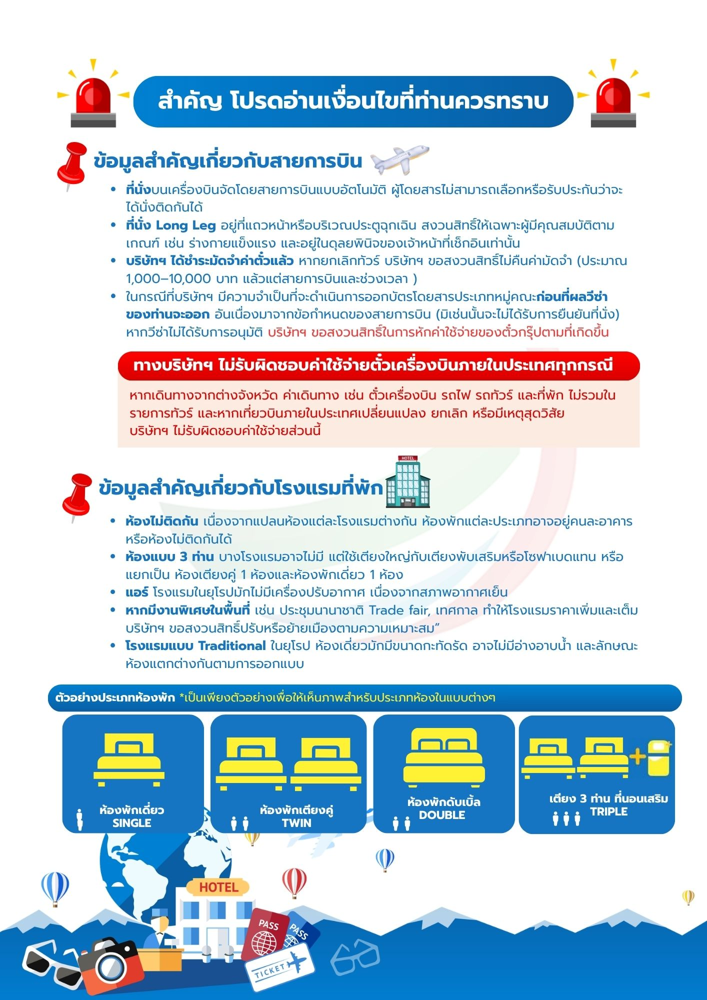 สำคัญ โปรดอ่านเงื่อนไขที่ท่านควรทราบ
ข้อมูลสำคัญเกี่ยวกับสายการบิน
• ที่นั่งบนเครื่องบินจัดโดยสายการบินแบบอัตโนมัติ ผู้โดยสารไม่สามารถเลือกหรือรับประกันว่าจะ
ได้นั่งติดกันได้
• ที่นั่ง Long Leg อยู่ที่แถวหน้าหรือบริเวณประตูฉุกเฉิน สงวนสิทธิ์ให้เฉพาะผู้มีคุณสมบัติตาม
เกณฑ์ เช่น ร่างกายแข็งแรง และอยู่ในดุลยพินิจของเจ้าหน้าที่เช็กอินเท่านั้น
• บริษัทฯ ได้ชำระมัดจำค่าตั๋วแล้ว หากยกเลิกทัวร์ บริษัทฯ ขอสงวนสิทธิ์ไม่คืนค่ามัดจำ (ประมาณ
1,000–10,000 บาท แล้วแต่สายการบินและช่วงเวลา )
• ในกรณีที่บริษัทฯ มีความจำเป็นที่จะดำเนินการออกบัตรโดยสารประเภทหมู่คณะก่อนที่ผลวีซ่า
ของท่านจะออก อันเนื่องมาจากข้อกำหนดของสายการบิน (มิเช่นนั้นจะไม่ได้รับการยืนยันที่นั่ง)
หากวีซ่าไม่ได้รับการอนุมัติ บริษัทฯ ขอสงวนสิทธิ์ในการหักค่าใช้จ่ายของตั๋วกรุ๊ปตามที่เกิดขึ้น
ทางบริษัทฯ ไม่รับผิดชอบค่าใช้จ่ายตั๋วเครื่องบินภายในประเทศทุกกรณี
หากเดินทางจากต่างจังหวัด ค่าเดินทาง เช่น ตั๋วเครื่องบิน รถไฟ รถทัวร์ และที่พัก ไม่รวมใน
รายการทัวร์ และหากเที่ยวบินภายในประเทศเปลี่ยนแปลง ยกเลิก หรือมีเหตุสุดวิสัย
บริษัทฯ ไม่รับผิดชอบค่าใช้จ่ายส่วนนี้
HOTEL
ข้อมูลสำคัญเกี่ยวกับโรงแรมที่พัก
• ห้องไม่ติดกัน เนื่องจากแปลนห้องแต่ละโรงแรมต่างกัน ห้องพักแต่ละประเภทอาจอยู่คนละอาคาร
หรือห้องไม่ติดกันได้
• ห้องแบบ 3 ท่าน บางโรงแรมอาจไม่มี แต่ใช้เตียงใหญ่กับเตียงพับเสริมหรือโซฟาเบดแทน หรือ
แยกเป็น ห้องเตียงคู่ 1 ห้องและห้องพักเดี่ยว 1 ห้อง
• แอร์ โรงแรมในยุโรปมักไม่มีเครื่องปรับอากาศ เนื่องจากสภาพอากาศเย็น
• หากมีงานพิเศษในพื้นที่ เช่น ประชุมนานาชาติ Trade fair, เทศกาล ทำให้โรงแรมราคาเพิ่มและเต็ม
บริษัทฯ ขอสงวนสิทธิ์ปรับหรือย้ายเมืองตามความเหมาะสม”
• โรงแรมแบบ Traditional ในยุโรป ห้องเดี่ยวมักมีขนาดกะทัดรัด อาจไม่มีอ่างอาบน้ำ และลักษณะ
ห้องแตกต่างกันตามการออกแบบ
ตัวอย่างประเภทห้องพัก *เป็นเพียงตัวอย่างเพื่อให้เห็นภาพสำหรับประเภทห้องในแบบต่างๆ
ห้องพักเดี่ยว
SINGLE
ห้องพักเตียงคู่
TWIN
ห้องพักดับเบิ้ล
DOUBLE
เตียง 3 ท่าน ที่นอนเสริม
TRIPLE
HOTEL
PASS
PASS
TICKET